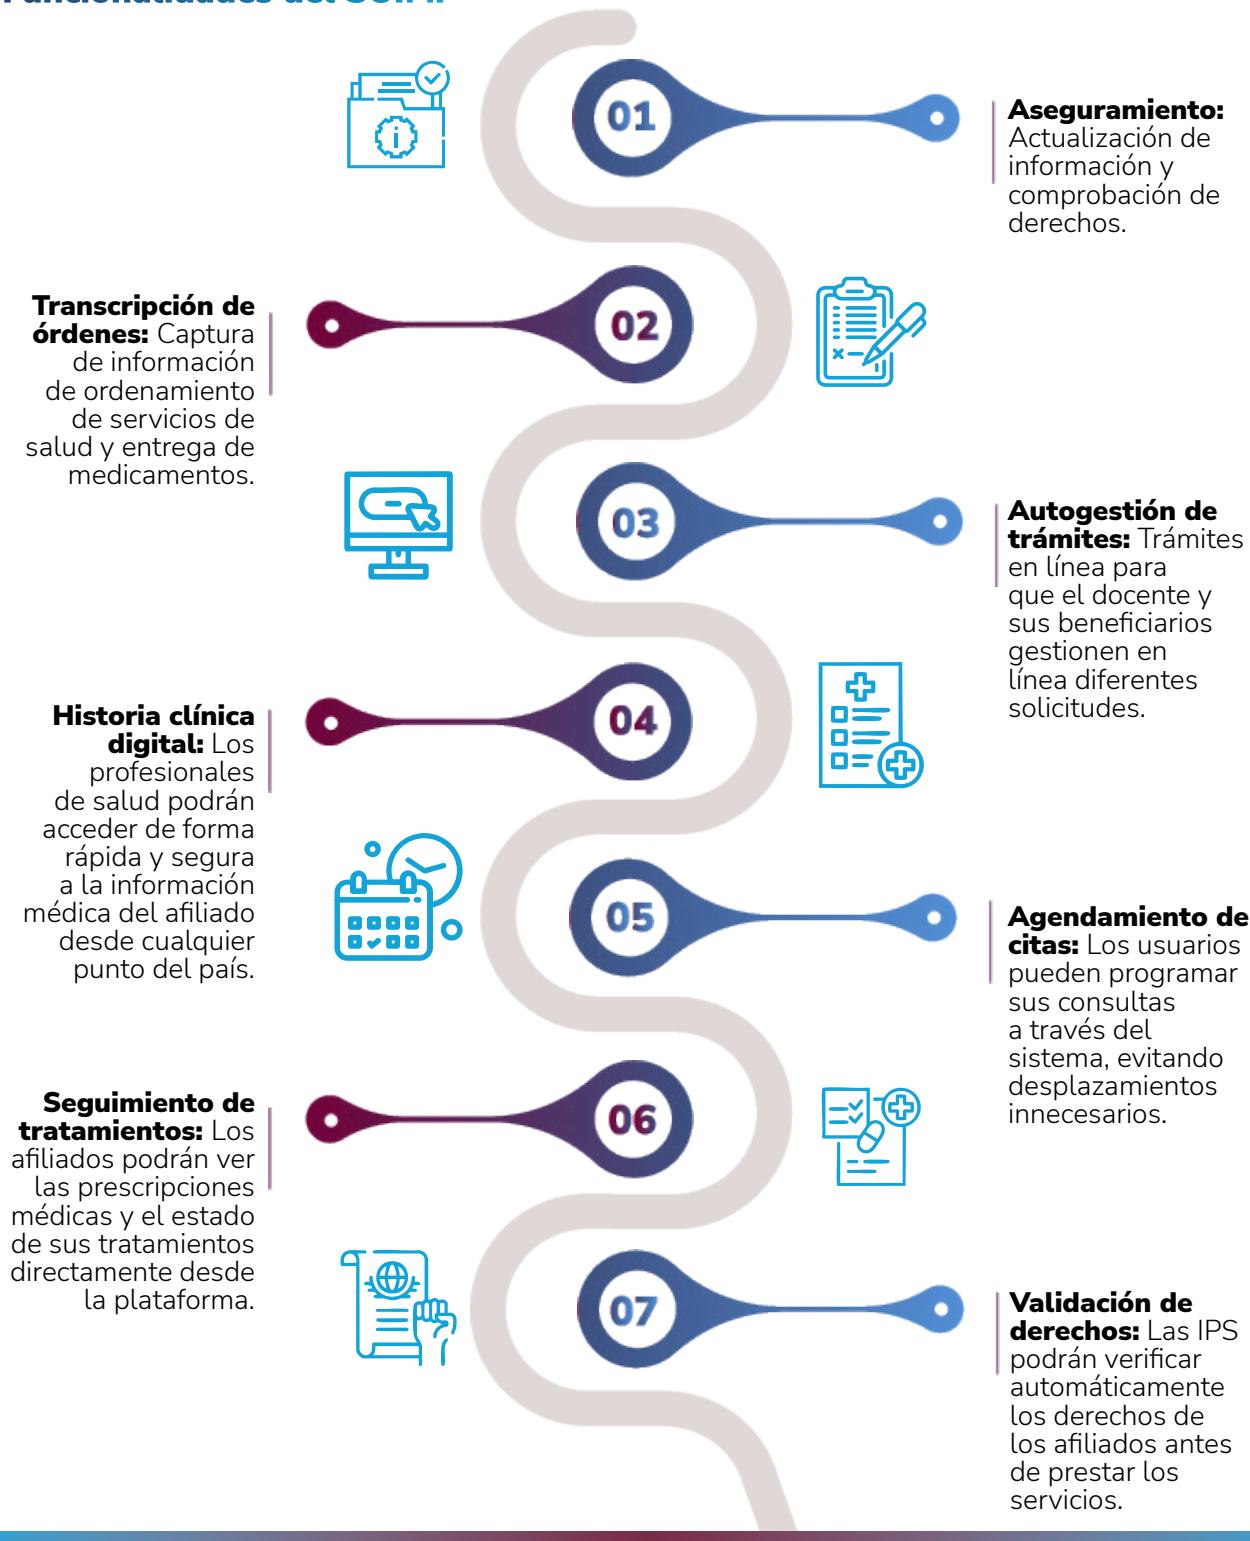 Funcionalidades del
01
Aseguramiento:
Actualización de
información y
comprobación de
derechos.
02
Transcripción de
órdenes: Captura
de información
de ordenamiento
de servicios de
salud y entrega de
medicamentos.
03
Autogestión de
trámites: Trámites
en línea para
que el docente y
sus beneficiarios
gestionen en
línea diferentes
solicitudes.
04
Historia clínica
digital: Los
profesionales
de salud podrán
acceder de forma
rápida y segura
a la información
médica del afiliado
desde cualquier
punto del país.
05
Agendamiento de
citas: Los usuarios
pueden programar
sus consultas
a través del
sistema, evitando
desplazamientos
innecesarios.
06
Seguimiento de
tratamientos: Los
afiliados podrán ver
las prescripciones
médicas y el estado
de sus tratamientos
directamente desde
la plataforma.
07
Validación de
derechos: Las IPS
podrán verificar
automáticamente
los derechos de
los afiliados antes
de prestar los
servicios.